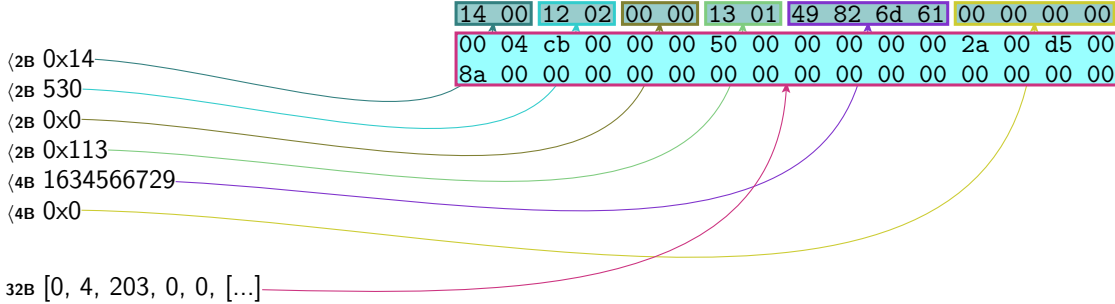 14 00 12 02 00 00 13 01 49 82 6d 61 00 00 00 00
00 04 cb 00 00 00 50 00 00 00 00 00 2a 00 d5 00
8a 00 00 00 00 00 00 00 00 00 00 00 00 00 00 00
⟨2B 0x14
⟨2B 530
⟨2B 0x0
⟨2B 0x113
⟨4B 1634566729
⟨4B 0x0
32B [0, 4, 203, 0, 0, [...]